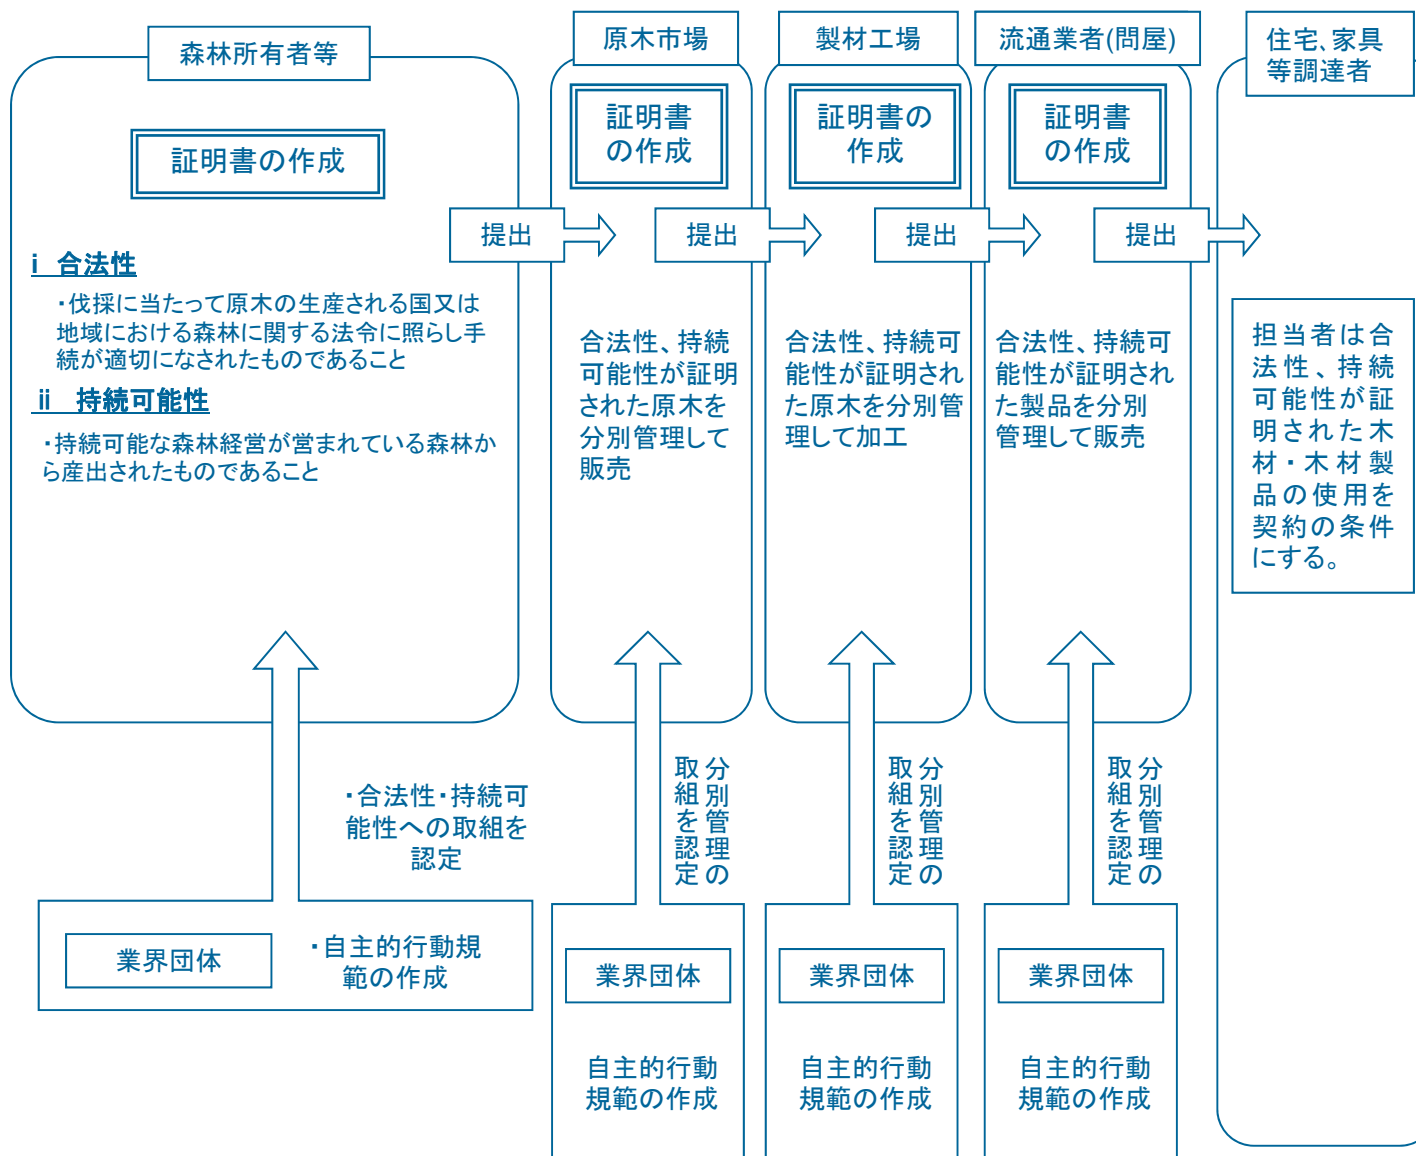 森林所有者等
証明書の作成
提出
i 合法性
・伐採に当たって原木の生産される国又は
地域における森林に関する法令に照らし手
続が適切になされたものであること
ii 持続可能性
・持続可能な森林経営が営まれている森林か
ら産出されたものであること
・合法性・持続可
能性への取組を
認定
業界団体
・自主的行動規
範の作成
原木市場
証明書
の作成
提出
合法性、持続
可能性が証明
された原木を
分別管理して
販売
分別管理の
取組を認定
業界団体
自主的行動
規範の作成
製材工場
証明書の
作成
提出
合法性、持続可
能性が証明され
た原木を分別管
理して加工
分別管理の
取組を認定
業界団体
自主的行動
規範の作成
流通業者(問屋)
証明書
の作成
提出
合法性、持続可
能性が証明され
た製品を分別
管理して販売
分別管理の
取組を認定
業界団体
自主的行動
規範の作成
住宅、家具
等調達者
担当者は合
法性、持続
可能性が証
明された木
材・木材製
品の使用を
契約の条件
にする。